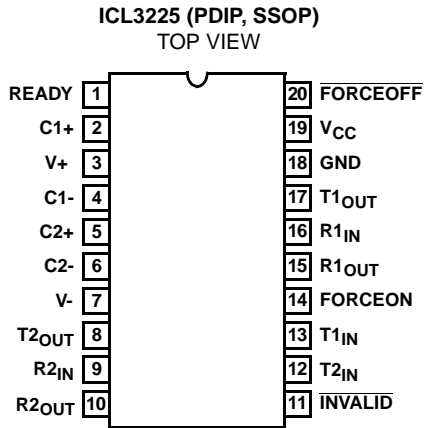 ICL3225 (PDIP, SSOP)
TOP VIEW
READY 1
C1+ 2
V+ 3
C1- 4
C2+ 5
C2- 6
V- 7
T2OUT 8
R2IN 9
R2OUT 10
20 FORCEOFF
19 VCC
18 GND
17 T1OUT
16 R1IN
15 R1OUT
14 FORCEON
13 T1IN
12 T2IN
11 INVALID